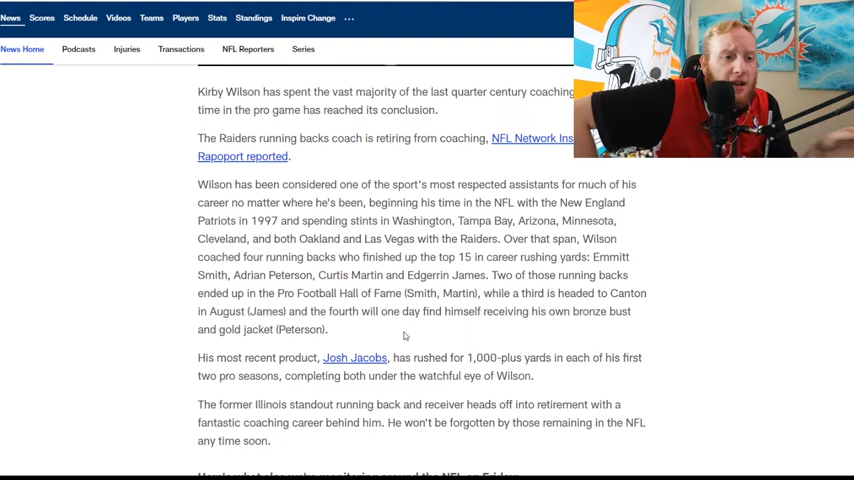 News Scores Schedule Videos Teams Players Stats Standings Inspire Change ...
News Home Podcasts Injuries Transactions NFL Reporters Series
Kirby Wilson has spent the vast majority of the last quarter century coaching
time in the pro game has reached its conclusion.
The Raiders running backs coach is retiring from coaching, NFL Network Ins
Rapoport reported.
Wilson has been considered one of the sport's most respected assistants for much of his
career no matter where he's been, beginning his time in the NFL with the New England
Patriots in 1997 and spending stints in Washington, Tampa Bay, Arizona, Minnesota,
Cleveland, and both Oakland and Las Vegas with the Raiders. Over that span, Wilson
coached four running backs who finished up the top 15 in career rushing yards: Emmitt
Smith, Adrian Peterson, Curtis Martin and Edgerrin James. Two of those running backs
ended up in the Pro Football Hall of Fame (Smith, Martin), while a third is headed to Canton
in August (James) and the fourth will one day find himself receiving his own bronze bust
and gold jacket (Peterson).
His most recent product, Josh Jacobs, has rushed for 1,000-plus yards in each of his first
two pro seasons, completing both under the watchful eye of Wilson.
The former Illinois standout running back and receiver heads off into retirement with a
fantastic coaching career behind him. He won't be forgotten by those remaining in the NFL
any time soon.
Here's what else we're monitoring around the NFL on Friday: